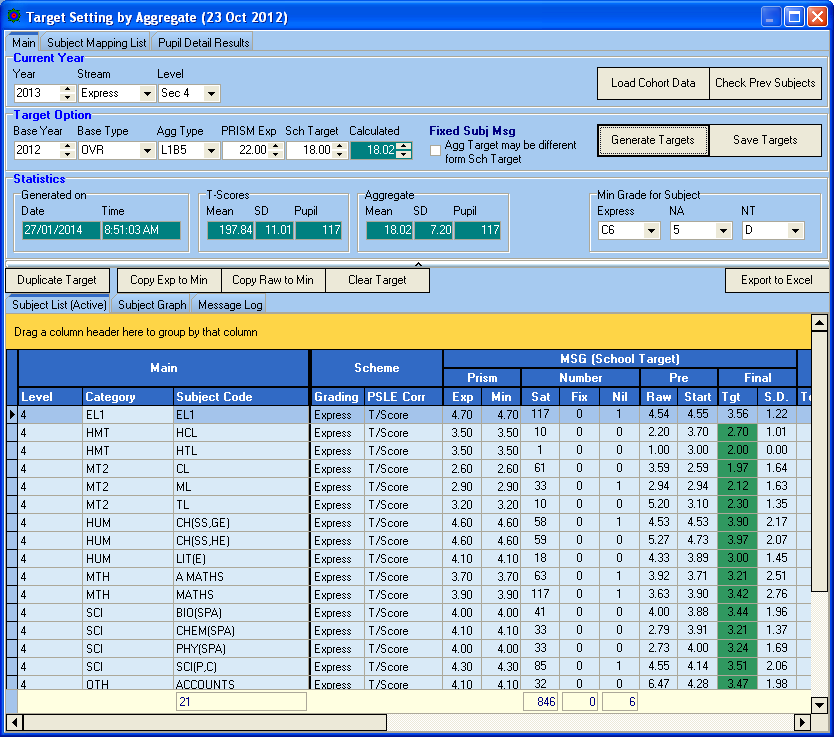 Target Setting by Aggregate (23 Oct 2012)
Main Subject Mapping List Pupil Detail Results
Current Year
Year Stream Level
2013 Express Sec 4 Load Cohort Data Check Prev Subjects
Target Option
Base Year Base Type Agg Type PRISM Exp Sch Target Calculated Fixed Subj Msg
2012 OVR L1B5 22.00 18.00 18.02 Agg Target may be different form Sch Target Generate Targets Save Targets
Statistics
Generated on T-Scores Aggregate Min Grade for Subject
Date Time Mean SD Pupil Mean SD Pupil Express NA NT
27/01/2014 8:51:03 AM 197.84 11.01 117 18.02 7.20 117 C6 5 D
Duplicate Target Copy Exp to Min Copy Raw to Min Clear Target Export to Excel
Subject List (Active) Subject Graph Message Log
Drag a column header here to group by that column
Main Scheme MSG (School Target)
Prism Number Pre Final
Level Category Subject Code Grading PSLE Corr Exp Min Sat Fix Nil Raw Start Tgt S.D.
4 EL1 EL1 Express T/Score 4.70 4.70 117 0 1 4.54 4.55 3.56 1.22
4 HMT HCL Express T/Score 3.50 3.50 10 0 0 2.20 3.70 2.70 1.01
4 HMT HTL Express T/Score 3.50 3.50 1 0 0 1.00 3.00 2.00 0.00
4 MT2 CL Express T/Score 2.60 2.60 61 0 0 3.59 2.59 1.97 1.64
4 MT2 ML Express T/Score 2.90 2.90 33 0 1 2.94 2.94 2.12 1.63
4 MT2 TL Express T/Score 3.20 3.20 10 0 0 5.20 3.10 2.30 1.35
4 HUM CH(SS,GE) Express T/Score 4.60 4.60 58 0 1 4.53 4.53 3.90 2.17
4 HUM CH(SS,HE) Express T/Score 4.60 4.60 59 0 0 5.27 4.73 3.97 2.07
4 HUM LIT(E) Express T/Score 4.10 4.10 18 0 0 4.33 3.89 3.00 1.45
4 MTH A MATHS Express T/Score 3.70 3.70 63 0 1 3.92 3.71 3.21 2.51
4 MTH MATHS Express T/Score 3.90 3.90 117 0 1 3.63 3.90 3.42 2.76
4 SCI BIO(SPA) Express T/Score 4.00 4.00 41 0 0 4.00 3.88 3.44 1.96
4 SCI CHEM(SPA) Express T/Score 4.10 4.10 33 0 0 2.79 3.91 3.21 1.37
4 SCI PHY(SPA) Express T/Score 4.00 4.00 33 0 0 2.73 4.00 3.24 1.69
4 SCI SCI(P,C) Express T/Score 4.30 4.30 85 0 1 4.55 4.14 3.51 2.06
4 OTH ACCOUNTS Express T/Score 4.10 4.10 32 0 0 6.47 4.28 3.47 1.98
21 846 0 6